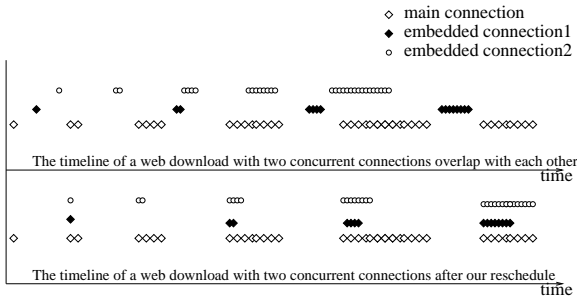 main connection
embedded connection1
embedded connection2
The timeline of a web download with two concurrent connections overlap with each other
time
The timeline of a web download with two concurrent connections after our reschedule
time